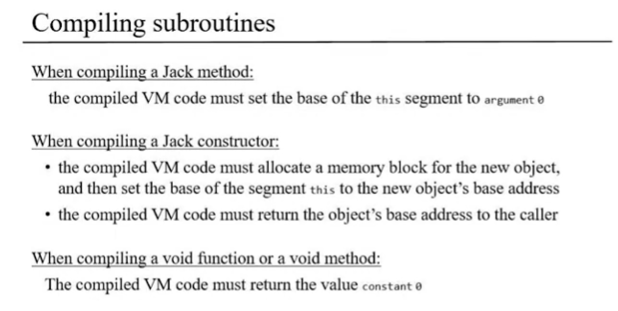 Compiling subroutines
When compiling a Jack method:
the compiled VM code must set the base of the this segment to argument 0
When compiling a Jack constructor:
• the compiled VM code must allocate a memory block for the new object,
and then set the base of the segment this to the new object's base address
• the compiled VM code must return the object's base address to the caller
When compiling a void function or a void method:
The compiled VM code must return the value constant 0